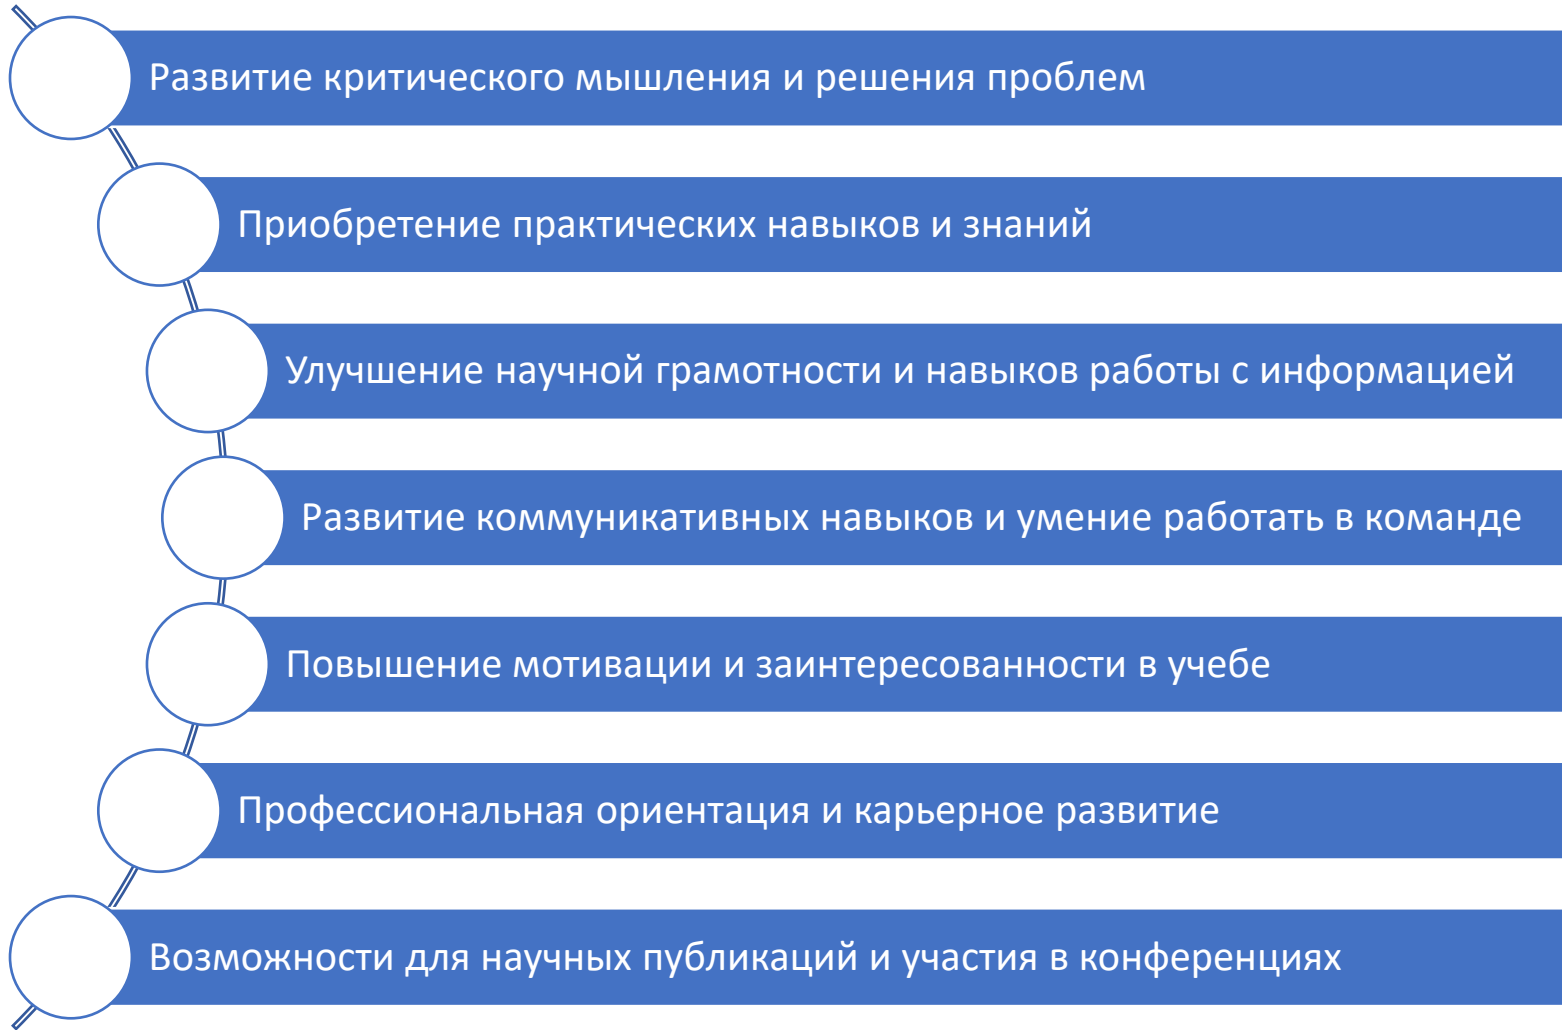 Развитие критического мышления и решения проблем
Приобретение практических навыков и знаний
Улучшение научной грамотности и навыков работы с информацией
Развитие коммуникативных навыков и умение работать в команде
Повышение мотивации и заинтересованности в учебе
Профессиональная ориентация и карьерное развитие
Возможности для научных публикаций и участия в конференциях